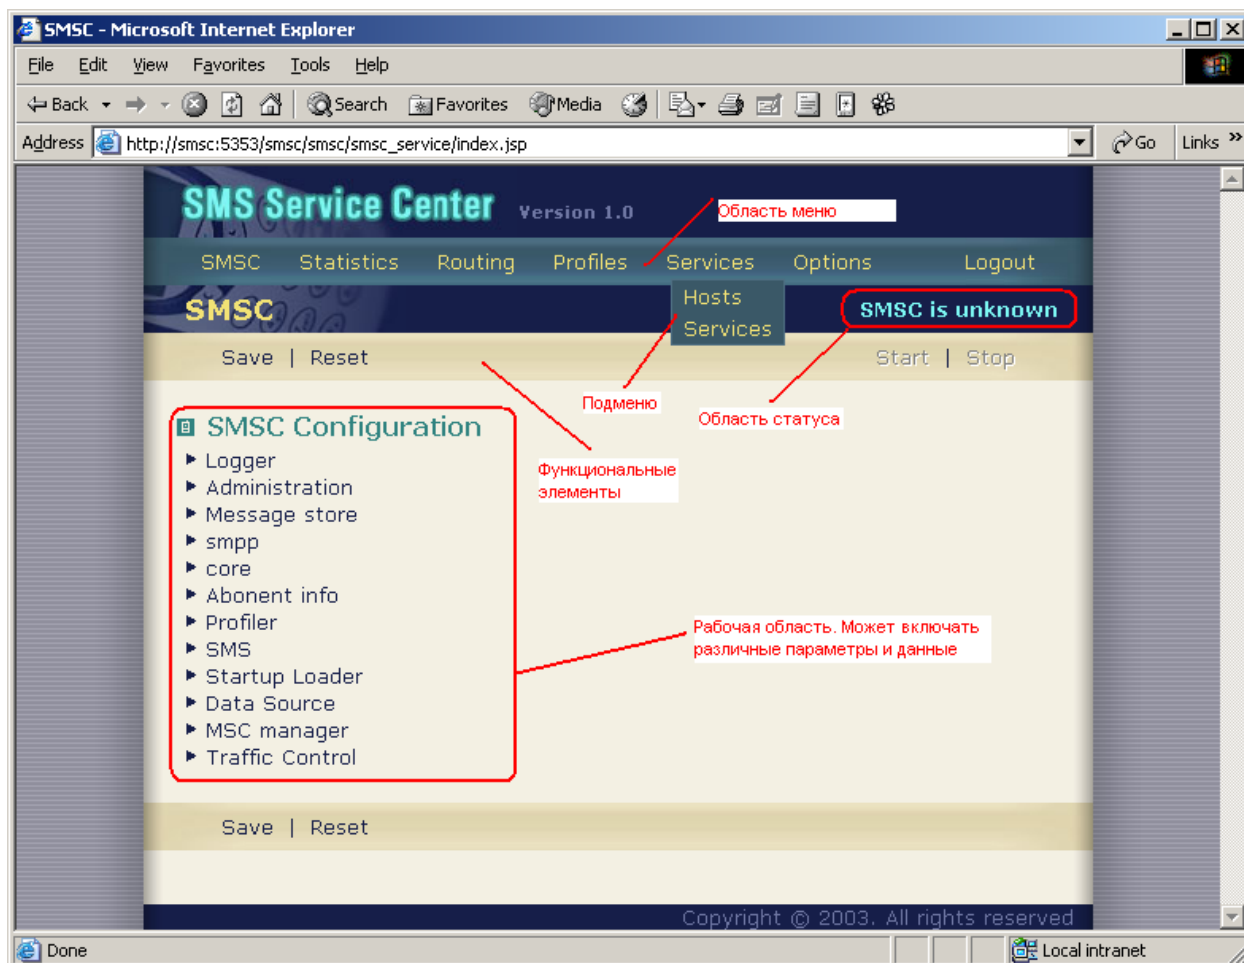 SMSC - Microsoft Internet Explorer
File Edit View Favorites Tools Help
Back Search Favorites Media
Address http://smsc:5353/smsc/smsc/smsc_service/index.jsp Go Links »
SMS Service Center Version 1.0
Область меню
SMSC Statistics Routing Profiles Services Options Logout
Hosts
Services
SMSC
SMSC is unknown
Save | Reset
Start | Stop
Подменю
Область статуса
Функциональные
элементы
SMSC Configuration
Logger
Administration
Message store
smpp
core
Abonent info
Profiler
SMS
Startup Loader
Data Source
MSC manager
Traffic Control
Рабочая область. Может включать
различные параметры и данные
Save | Reset
Copyright © 2003. All rights reserved
Done
Local intranet